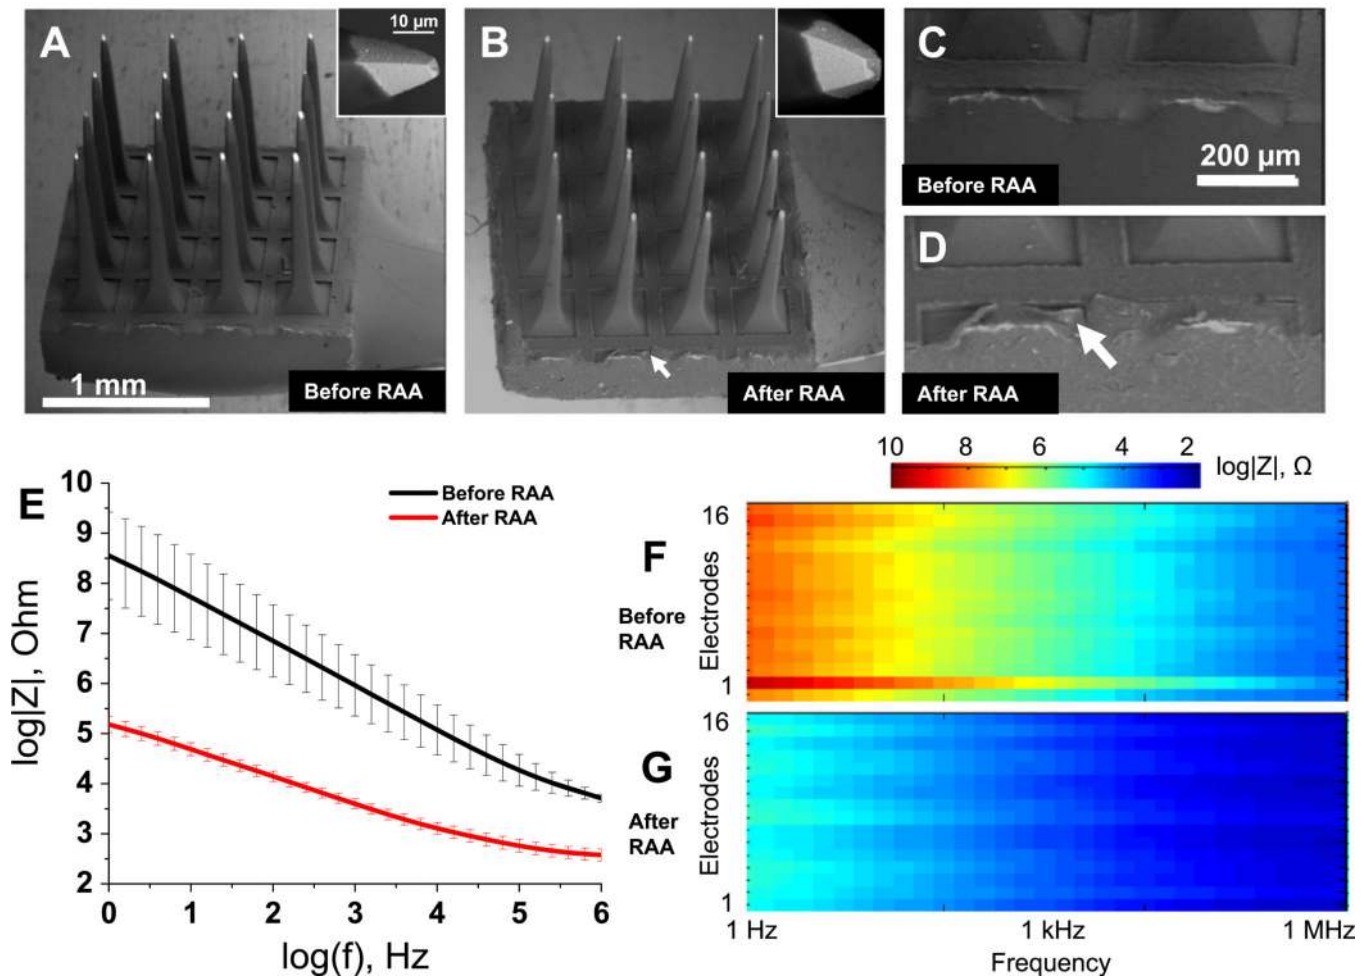 A
10 µm
1 mm
Before RAA
B
After RAA
C
200 µm
Before RAA
D
After RAA
E
10
9
8
7
6
5
4
3
2
log|Z|, Ohm
Before RAA
After RAA
0 1 2 3 4 5 6
log(f), Hz
10 8 6 4 2
log|Z|, Ω
F
Before
RAA
16
Electrodes
1
G
After
RAA
16
Electrodes
1
1 Hz 1 kHz 1 MHz
Frequency